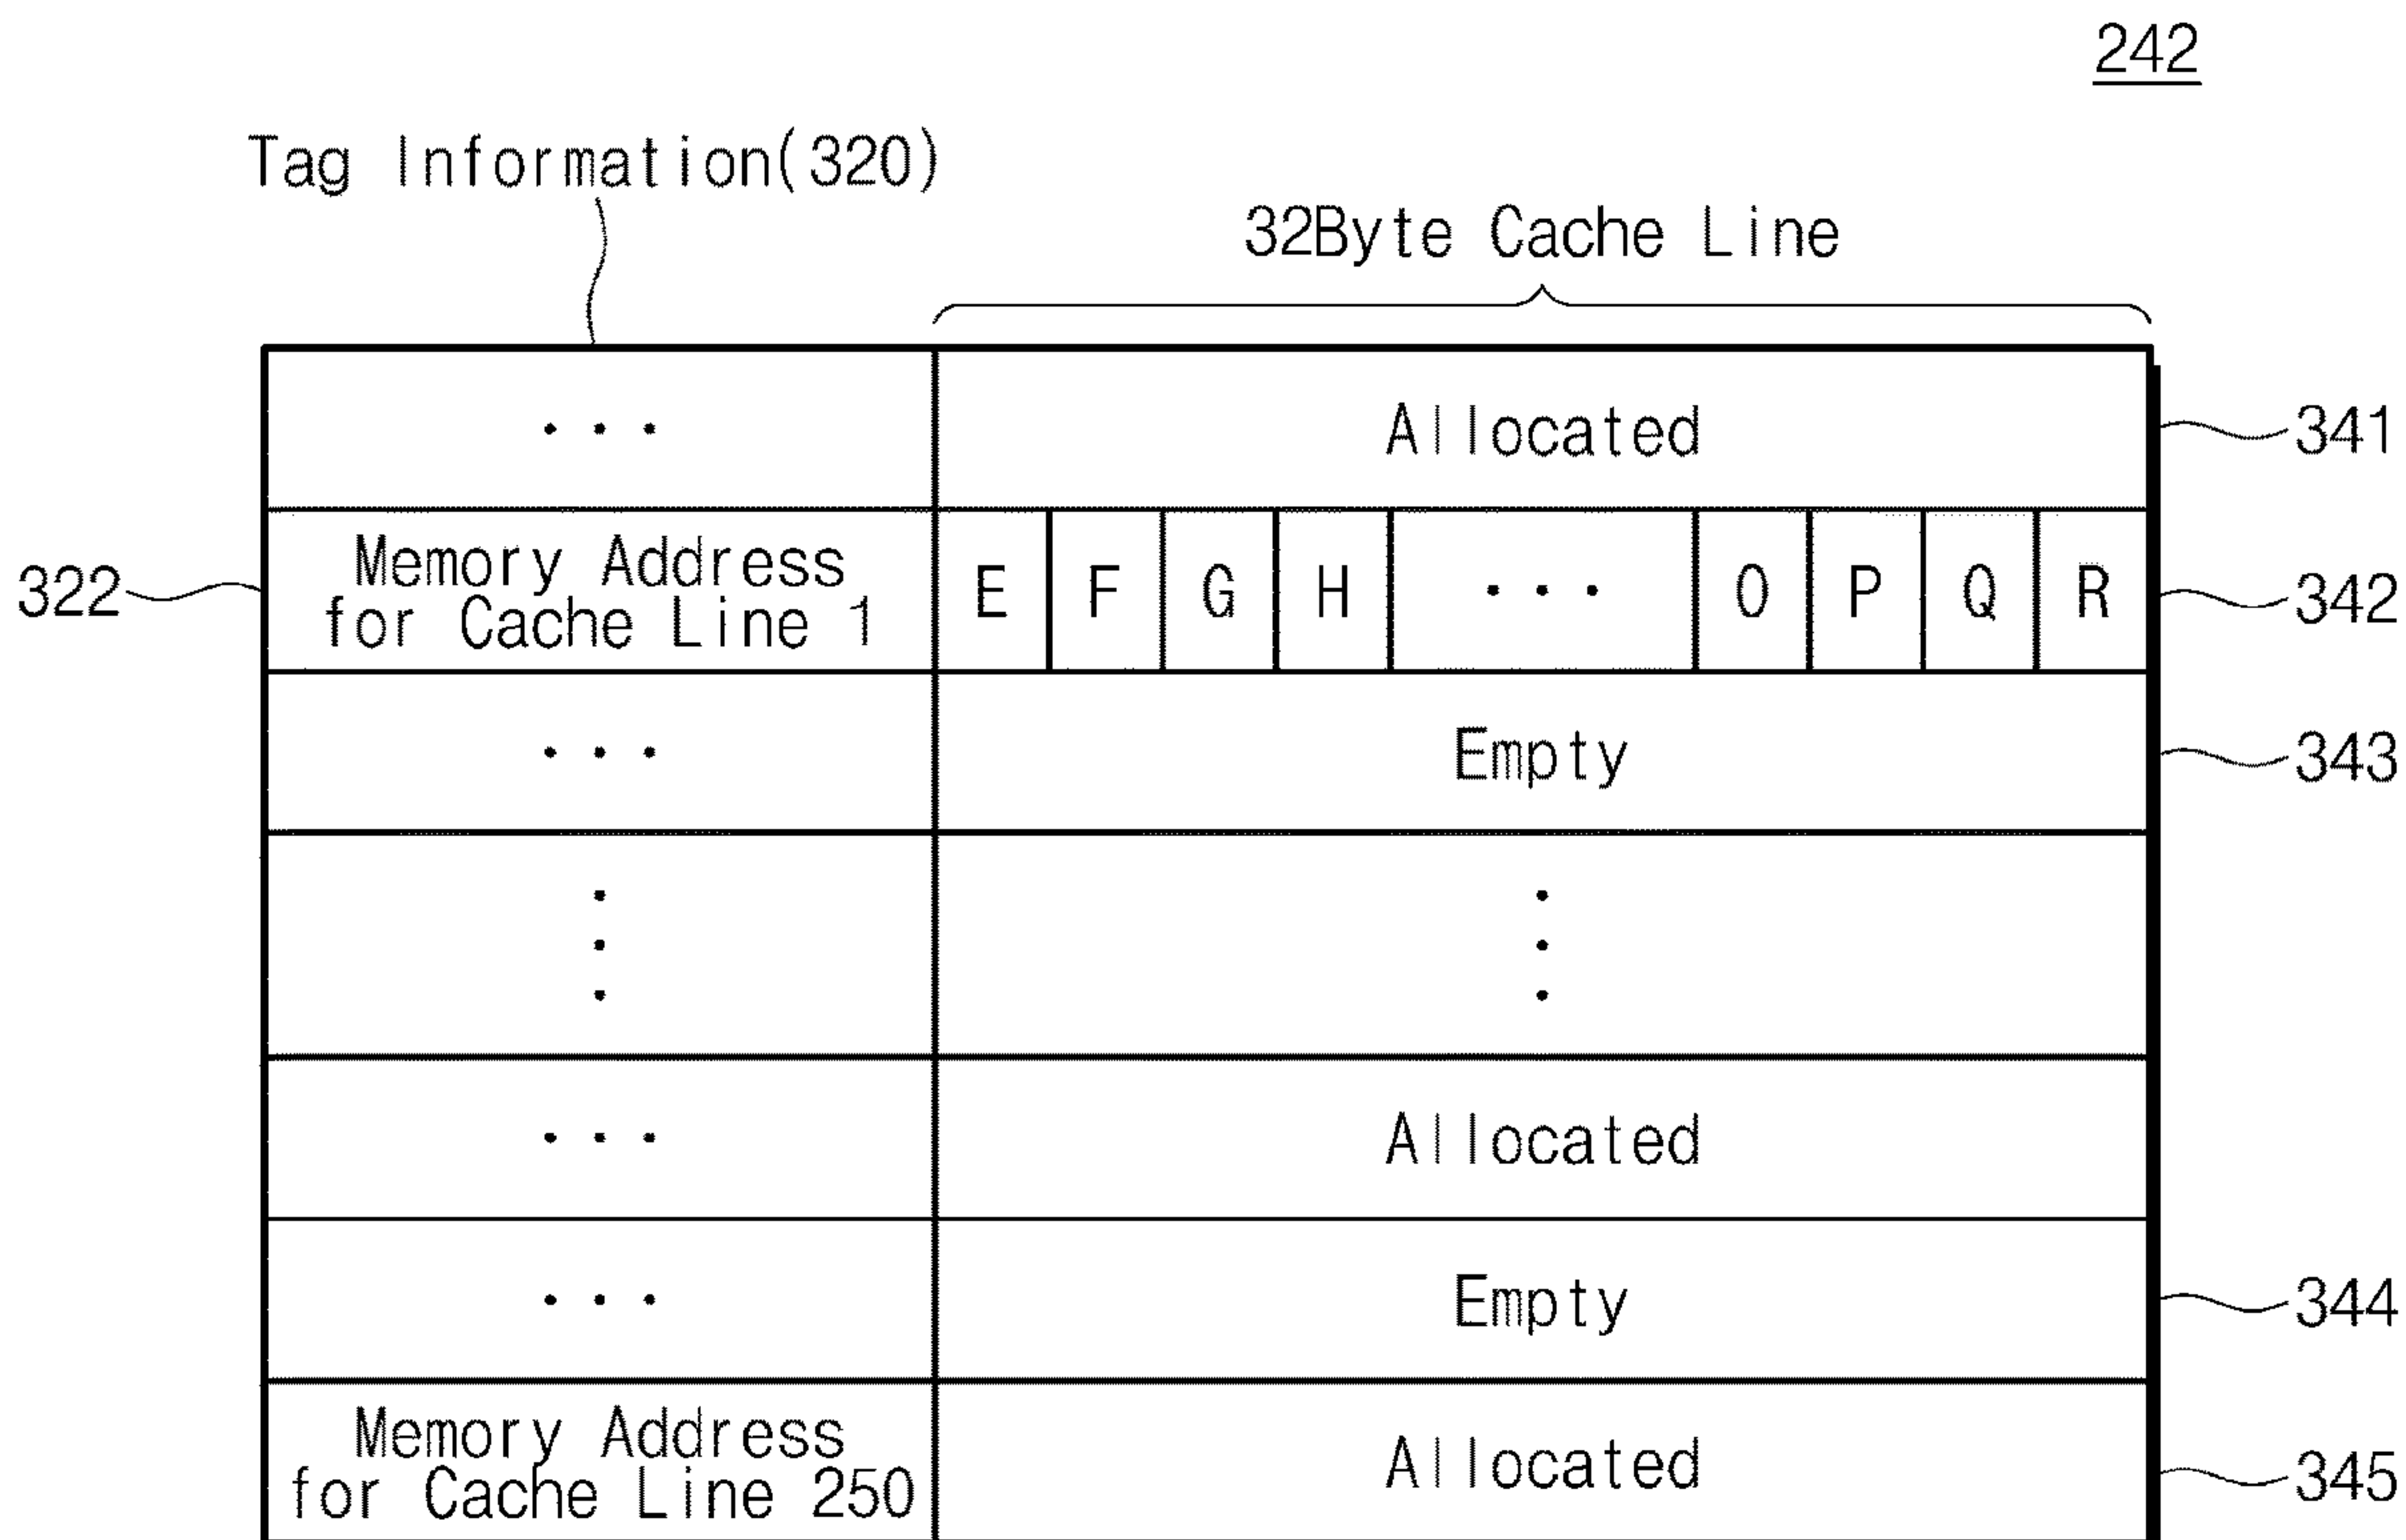 242
Tag Information(320)
32Byte Cache Line
... Allocated 341
322 Memory Address
for Cache Line 1 E F G H ... O P Q R 342
... Empty 343
... Allocated
... Empty 344
Memory Address
for Cache Line 250 Allocated 345